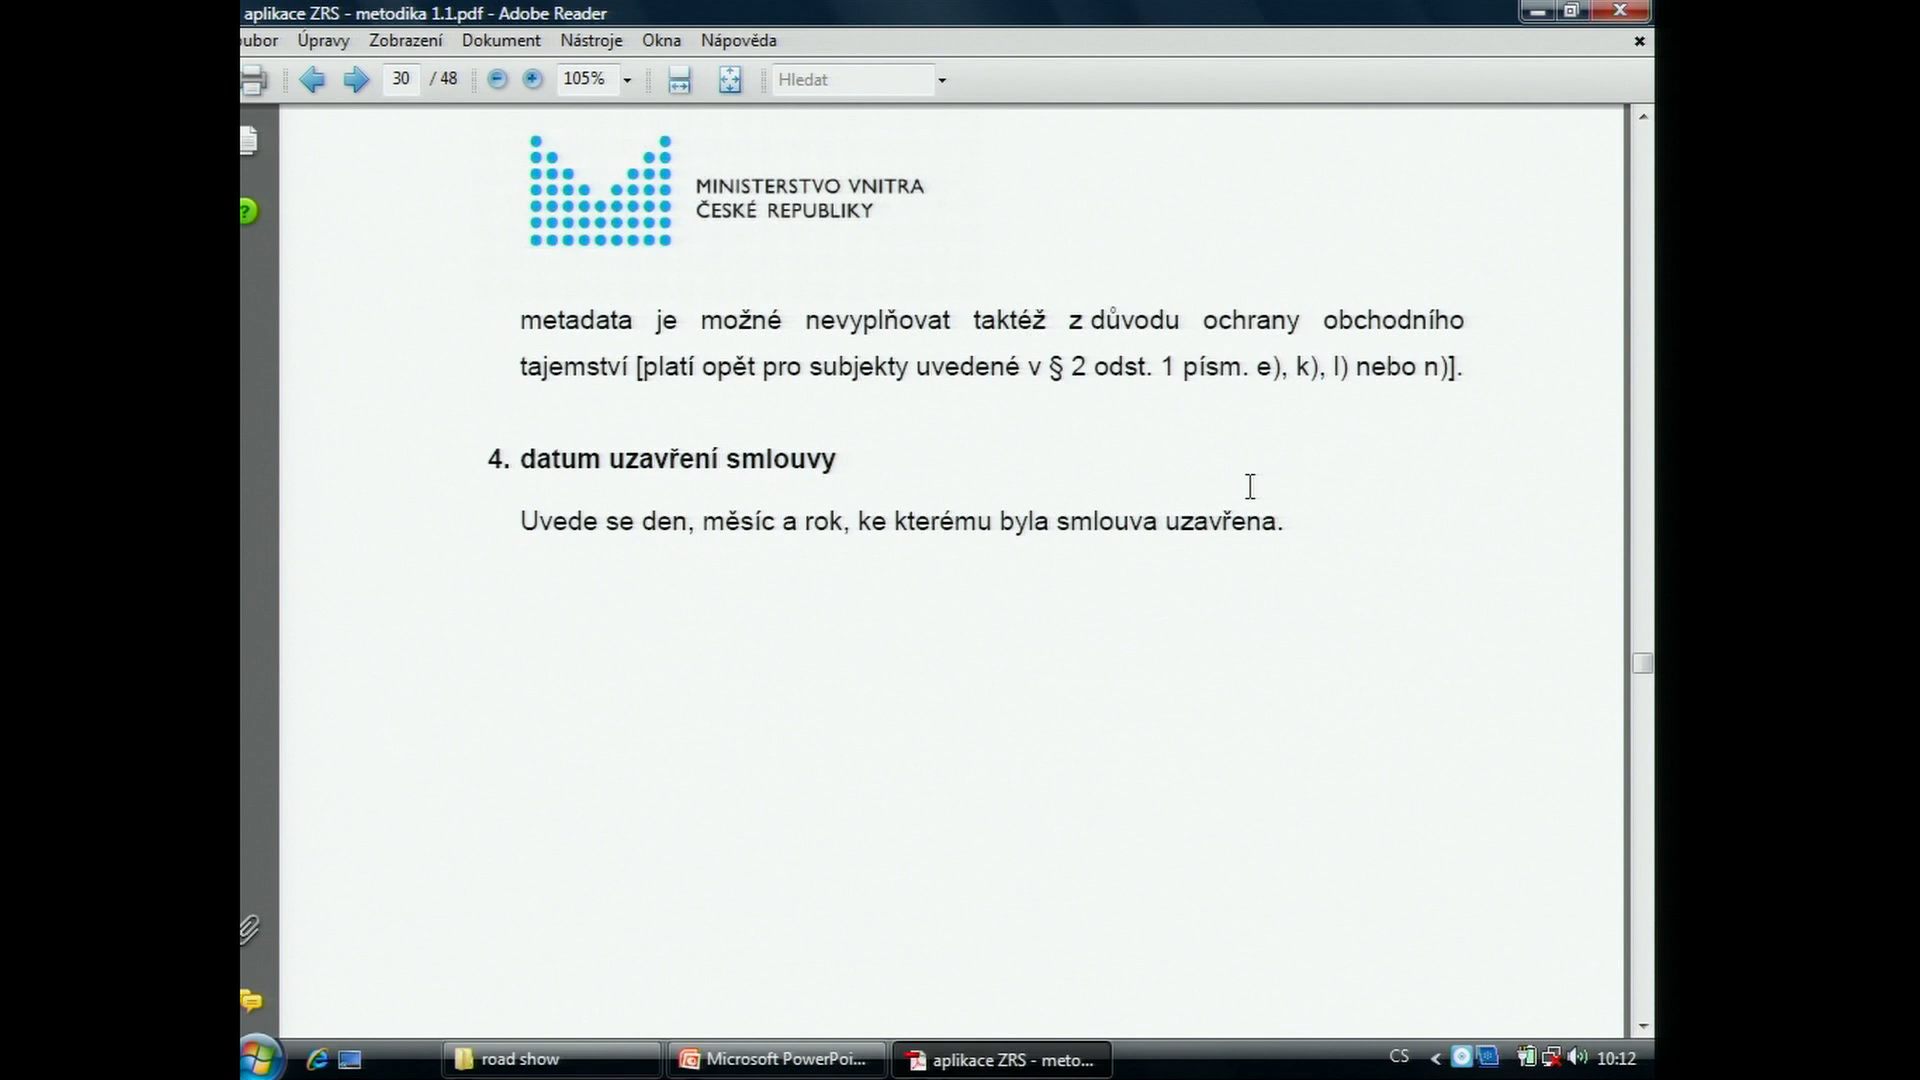 aplikace ZRS - metodika 1.1.pdf - Adobe Reader
oubor Úpravy Zobrazení Dokument Nástroje Okna Nápověda
30 / 48 105% Hledat
MINISTERSTVO VNITRA
ČESKÉ REPUBLIKY
metadata je možné nevyplňovat taktéž z důvodu ochrany obchodního
tajemství [platí opět pro subjekty uvedené v § 2 odst. 1 písm. e), k), l) nebo n)].
4. datum uzavření smlouvy
Uvede se den, měsíc a rok, ke kterému byla smlouva uzavřena.
road show Microsoft PowerPoi... aplikace ZRS - meto... CS 10:12